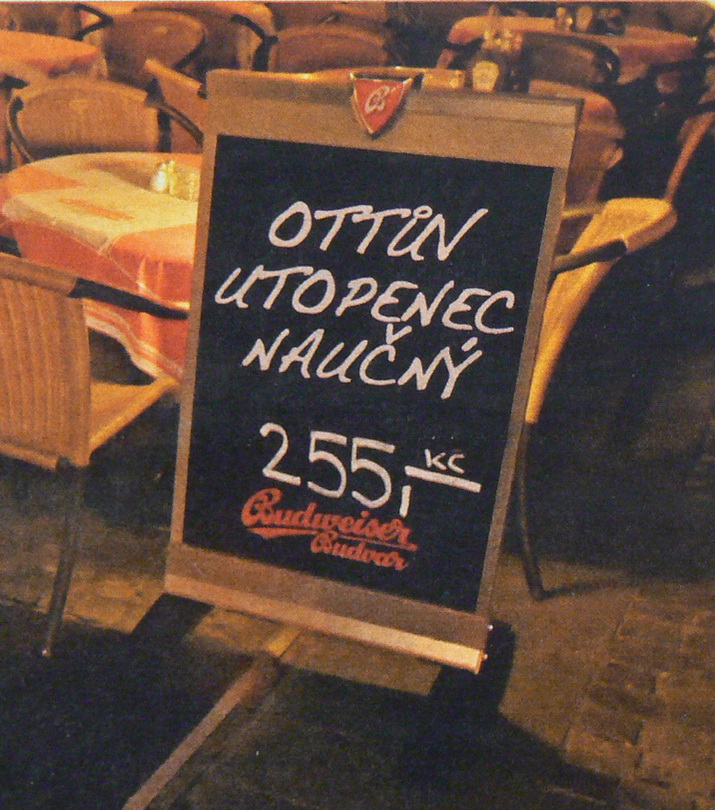 B
OTTŮV
UTOPENEC
NAUČNÝ
255,- Kč
Budweiser
Budvar